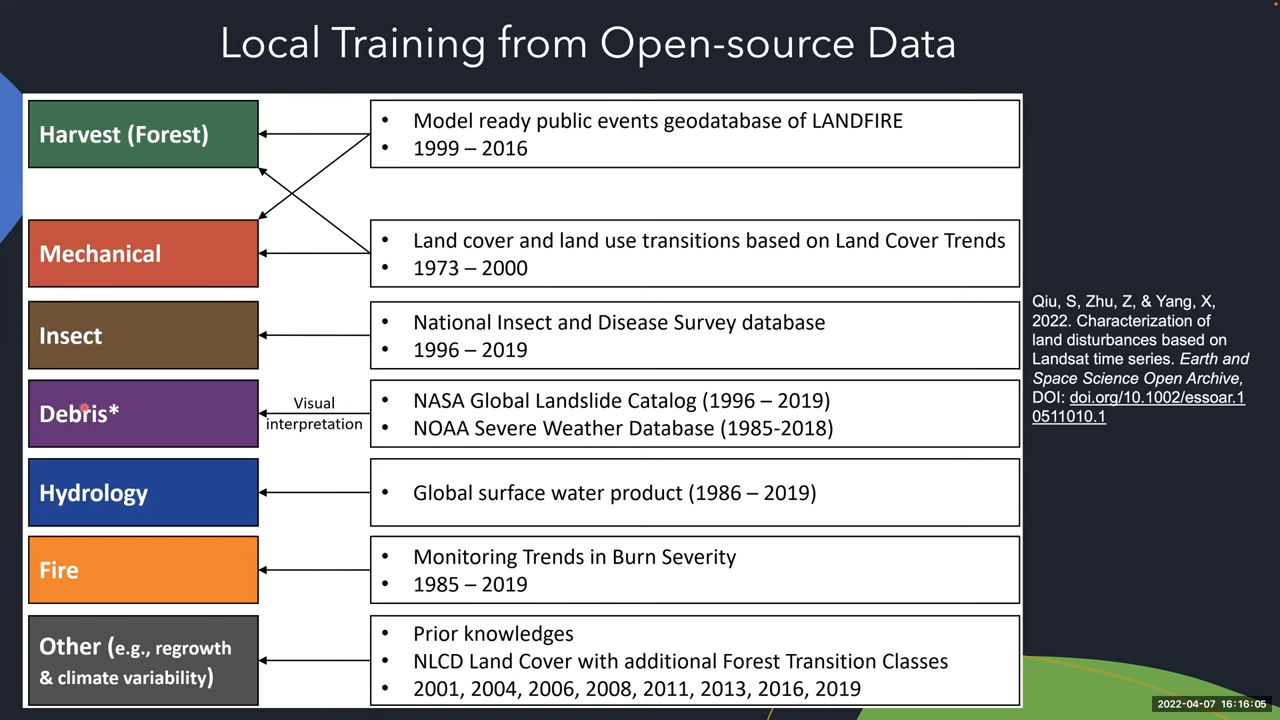 Local Training from Open-source Data
Harvest (Forest)
• Model ready public events geodatabase of LANDFIRE
• 1999 – 2016
Mechanical
• Land cover and land use transitions based on Land Cover Trends
• 1973 – 2000
Insect
• National Insect and Disease Survey database
• 1996 – 2019
Debris*
Visual
interpretation
• NASA Global Landslide Catalog (1996 – 2019)
• NOAA Severe Weather Database (1985-2018)
Hydrology
• Global surface water product (1986 – 2019)
Fire
• Monitoring Trends in Burn Severity
• 1985 – 2019
Other (e.g., regrowth
& climate variability)
• Prior knowledges
• NLCD Land Cover with additional Forest Transition Classes
• 2001, 2004, 2006, 2008, 2011, 2013, 2016, 2019
Qiu, S, Zhu, Z, & Yang, X,
2022. Characterization of
land disturbances based on
Landsat time series. Earth and
Space Science Open Archive,
DOI: doi.org/10.1002/essoar.1
0511010.1
2022-04-07 16:16:05